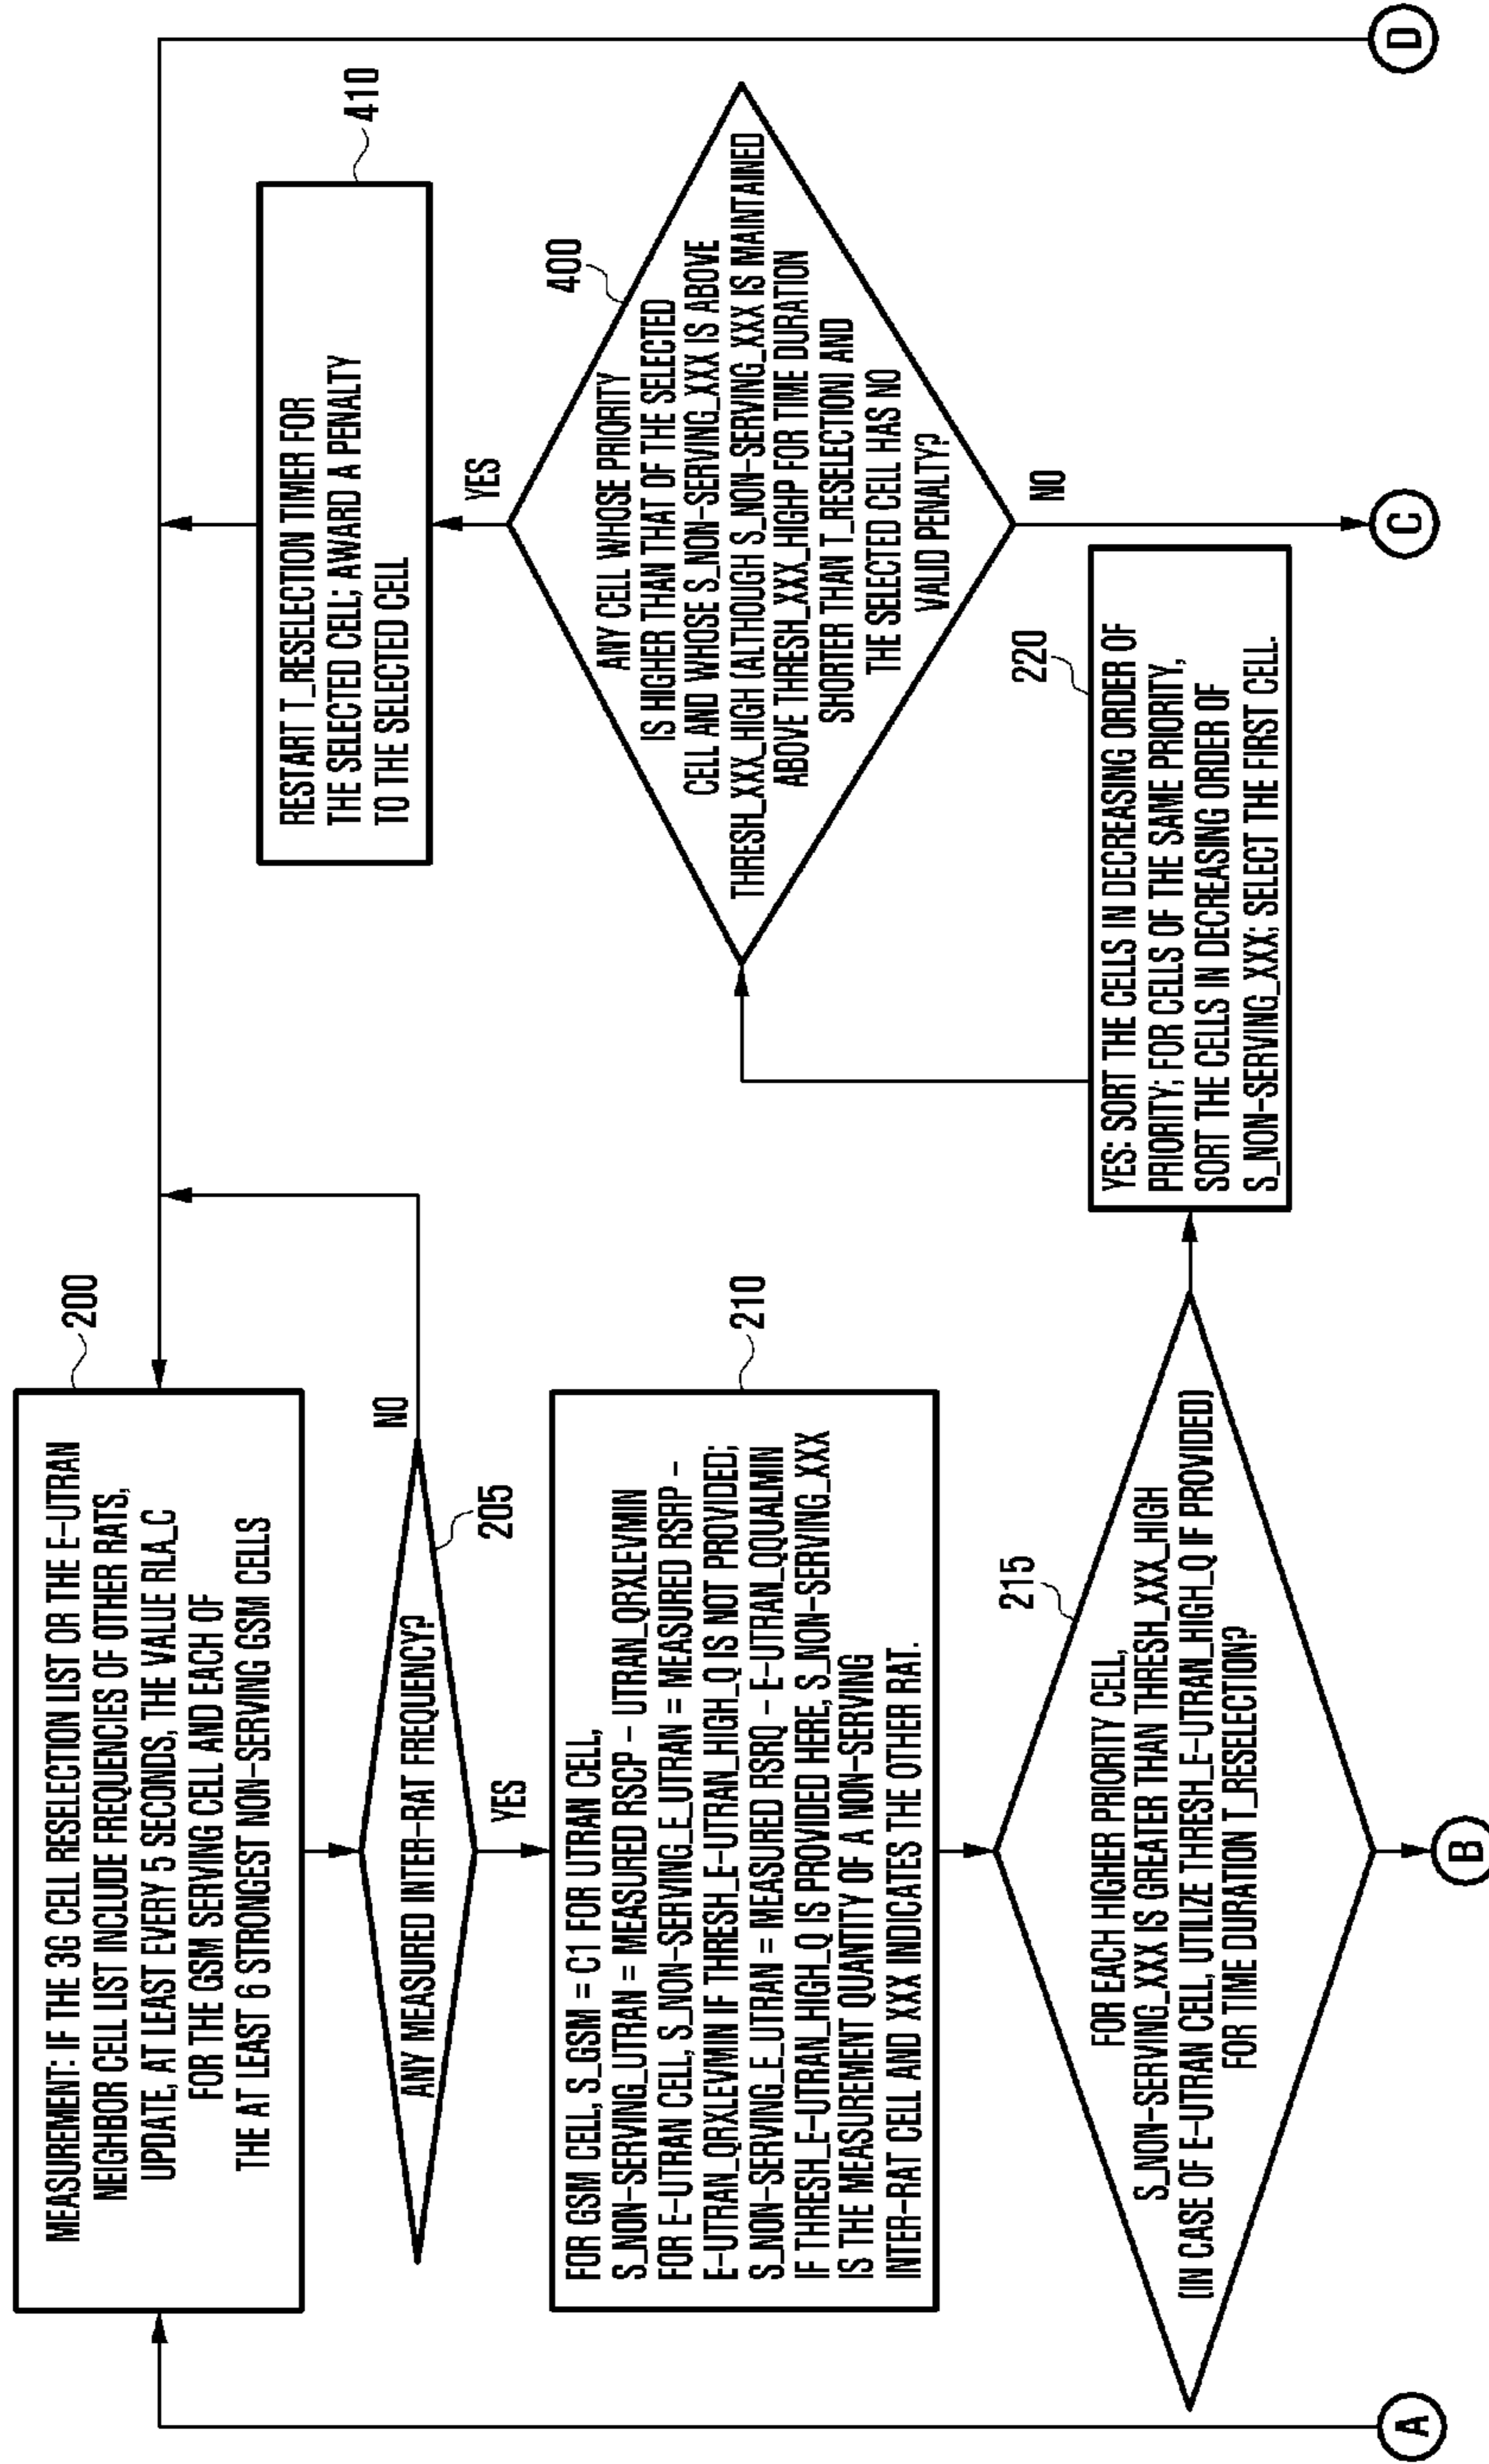 200
MEASUREMENT: IF THE 3G CELL RESELECTION LIST OR THE E-UTRAN
NEIGHBOR CELL LIST INCLUDE FREQUENCIES OF OTHER RATS,
UPDATE, AT LEAST EVERY 5 SECONDS, THE VALUE RLA_C
FOR THE GSM SERVING CELL AND EACH OF
THE AT LEAST 6 STRONGEST NON-SERVING GSM CELLS
ANY MEASURED INTER-RAT FREQUENCY?
205
NO
YES
210
FOR GSM CELL, S_GSM = C1 FOR UTRAN CELL,
S_NON-SERVING_UTRAN = MEASURED RSCP - UTRAN_QRXLEVMIN
FOR E-UTRAN CELL, S_NON-SERVING_E_UTRAN = MEASURED RSRP -
E-UTRAN_QRXLEVMIN IF THRESH_E-UTRAN_HIGH_Q IS NOT PROVIDED;
S_NON-SERVING_E_UTRAN = MEASURED RSRQ - E-UTRAN_QQUALMIN
IF THRESH_E-UTRAN_HIGH_Q IS PROVIDED HERE, S_NON-SERVING_XXX
IS THE MEASUREMENT QUANTITY OF A NON-SERVING
INTER-RAT CELL AND XXX INDICATES THE OTHER RAT.
215
FOR EACH HIGHER PRIORITY CELL,
S_NON-SERVING_XXX IS GREATER THAN THRESH_XXX_HIGH
(IN CASE OF E-UTRAN CELL, UTILIZE THRESH_E-UTRAN_HIGH_Q IF PROVIDED)
FOR TIME DURATION T_RESELECTION?
410
RESTART T_RESELECTION TIMER FOR
THE SELECTED CELL; AWARD A PENALTY
TO THE SELECTED CELL
YES
400
ANY CELL WHOSE PRIORITY
IS HIGHER THAN THAT OF THE SELECTED
CELL AND WHOSE S_NON-SERVING_XXX IS ABOVE
THRESH_XXX_HIGH (ALTHOUGH S_NON-SERVING_XXX IS MAINTAINED
ABOVE THRESH_XXX_HIGHP FOR TIME DURATION
SHORTER THAN T_RESELECTION) AND
THE SELECTED CELL HAS NO
VALID PENALTY?
NO
220
YES: SORT THE CELLS IN DECREASING ORDER OF
PRIORITY; FOR CELLS OF THE SAME PRIORITY,
SORT THE CELLS IN DECREASING ORDER OF
S_NON-SERVING_XXX; SELECT THE FIRST CELL.
A
B
C
D